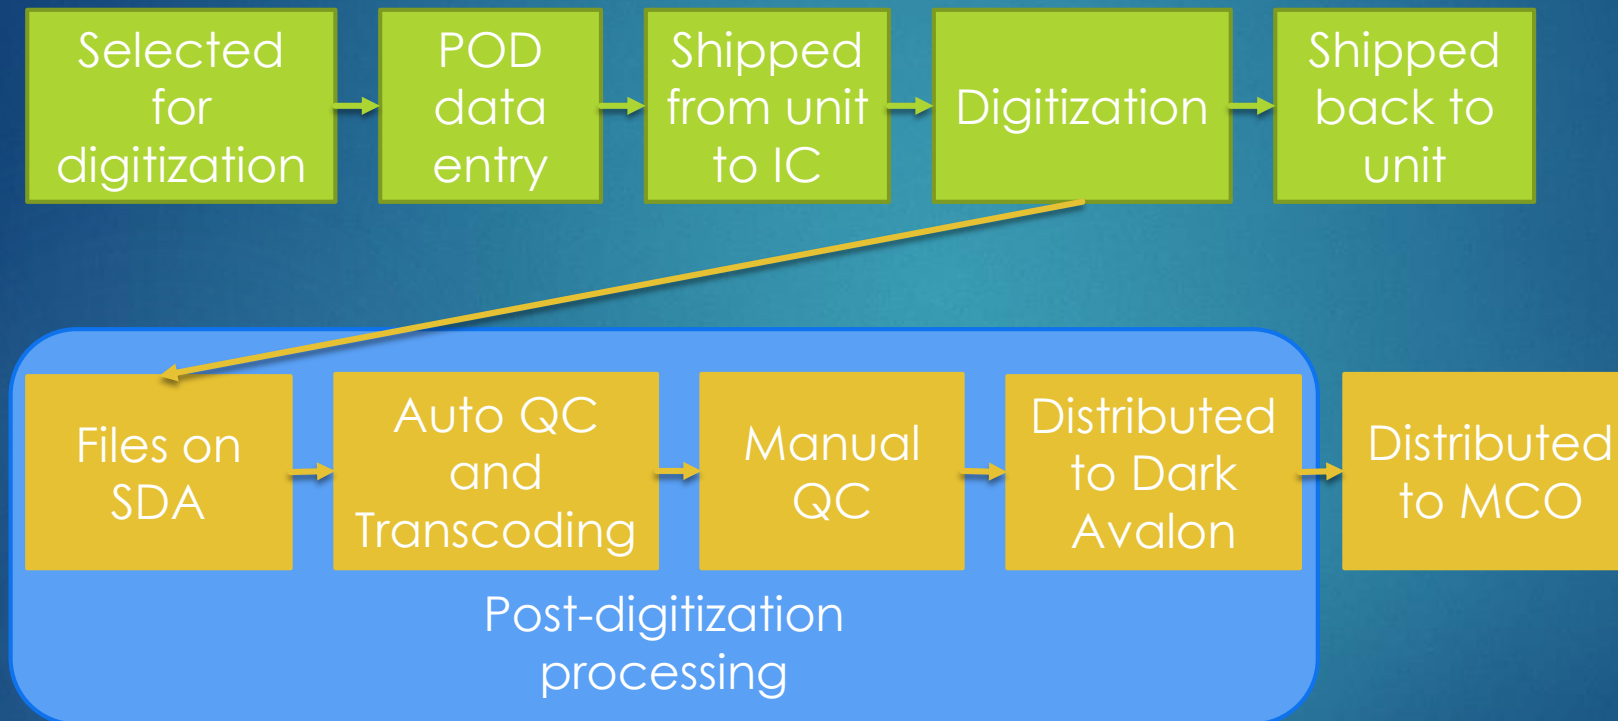 Selected
for
digitization
POD
data
entry
Shipped
from unit
to IC
Digitization
Shipped
back to
unit
Files on
SDA
Auto QC
and
Transcoding
Manual
QC
Distributed
to Dark
Avalon
Distributed
to MCO
Post-digitization
processing